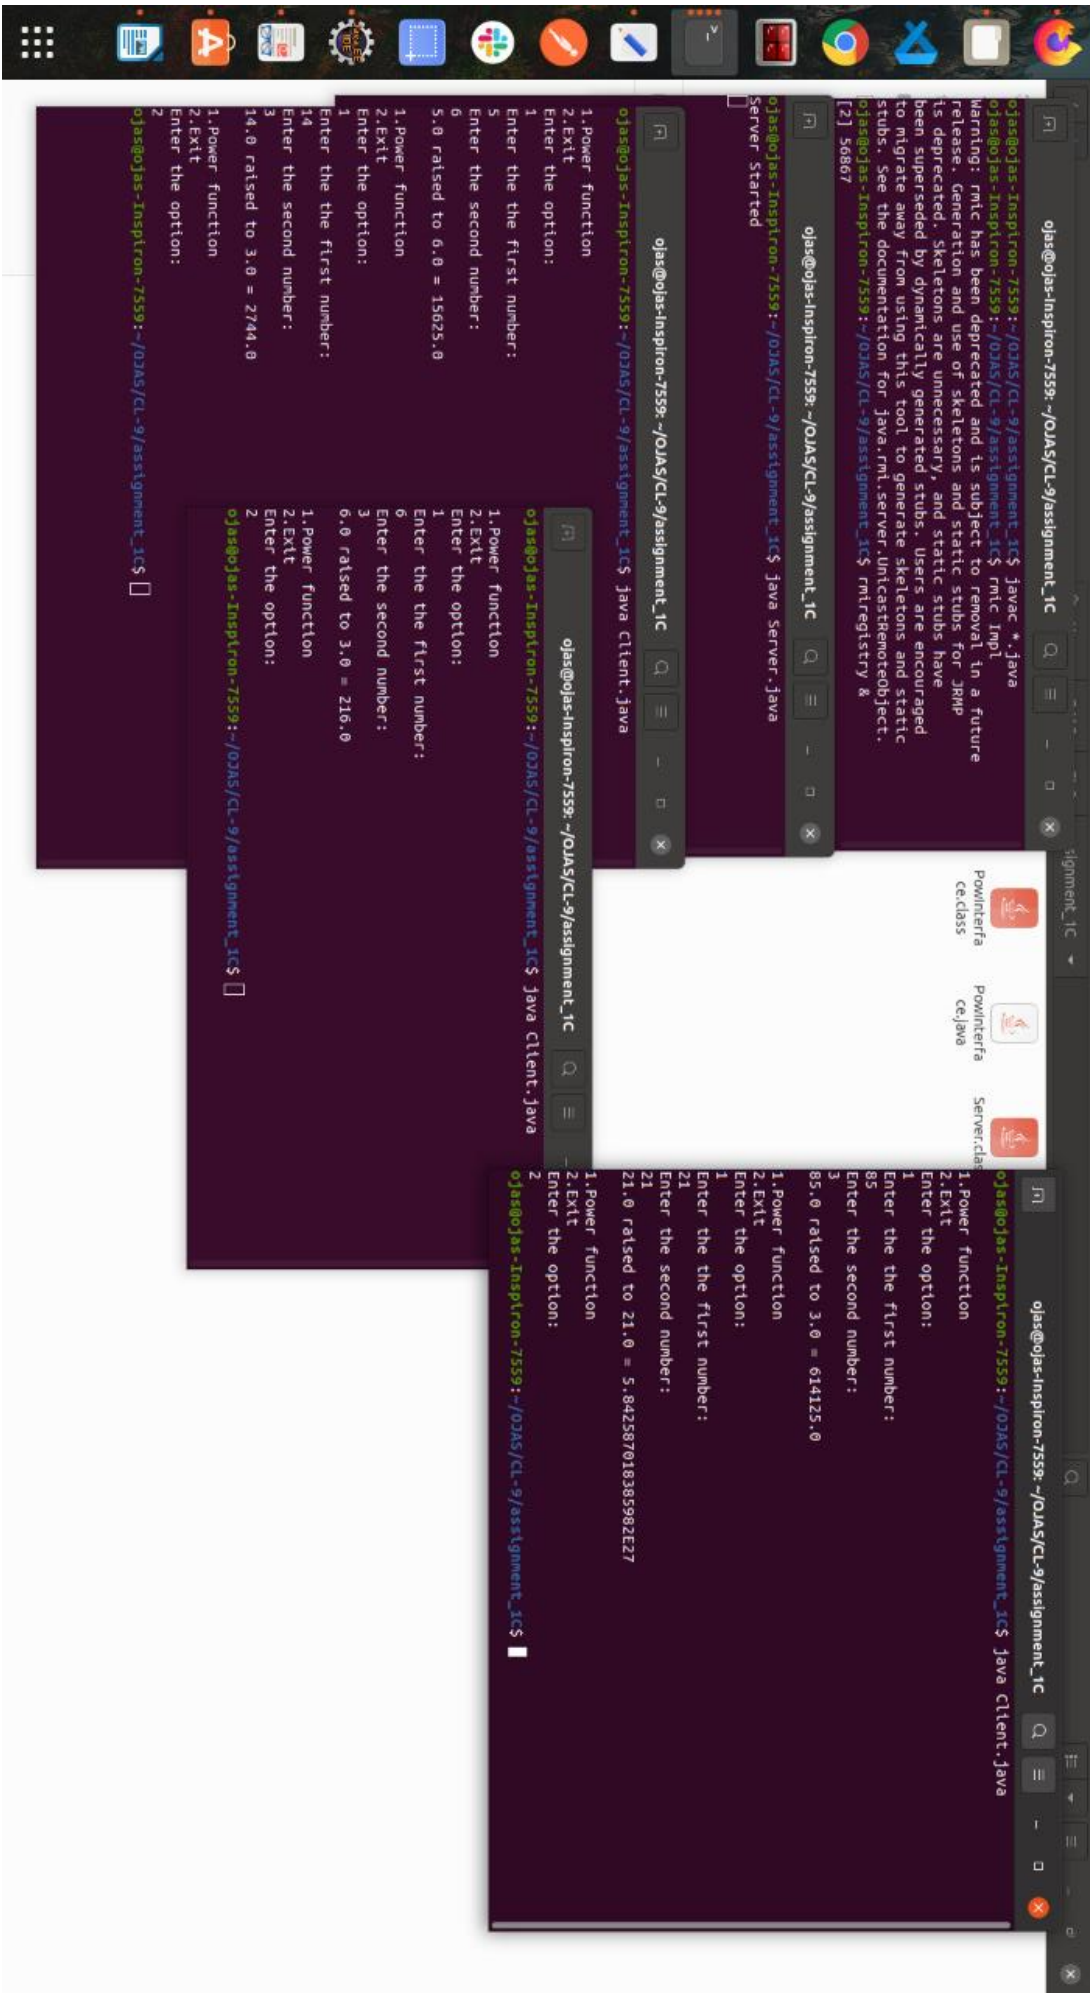 ojas@ojas-Inspiron-7559: ~/OJAS/CL-9/assignment_1C
ojas@ojas-Inspiron-7559:~/OJAS/CL-9/assignment_1C$ javac *.java
ojas@ojas-Inspiron-7559:~/OJAS/CL-9/assignment_1C$ rmic Impl
Warning: rmic has been deprecated and is subject to removal in a future
release. Generation and use of skeletons and static stubs for JRMP
is deprecated. Skeletons are unnecessary, and static stubs have
been superseded by dynamically generated stubs. Users are encouraged
to migrate away from using this tool to generate skeletons and static
stubs. See the documentation for java.rmi.server.UnicastRemoteObject.
ojas@ojas-Inspiron-7559:~/OJAS/CL-9/assignment_1C$ rmiregistry &
[2] 56867
ojas@ojas-Inspiron-7559: ~/OJAS/CL-9/assignment_1C
ojas@ojas-Inspiron-7559:~/OJAS/CL-9/assignment_1C$ java Server.java
Server Started
ojas@ojas-Inspiron-7559: ~/OJAS/CL-9/assignment_1C
ojas@ojas-Inspiron-7559:~/OJAS/CL-9/assignment_1C$ java Client.java
1.Power function
2.Exit
Enter the option:
1
Enter the the first number:
5
Enter the second number:
6
5.0 raised to 6.0 = 15625.0
1.Power function
2.Exit
Enter the option:
1
Enter the the first number:
14
Enter the second number:
3
14.0 raised to 3.0 = 2744.0
1.Power function
2.Exit
Enter the option:
2
ojas@ojas-Inspiron-7559:~/OJAS/CL-9/assignment_1C$
ojas@ojas-Inspiron-7559: ~/OJAS/CL-9/assignment_1C
ojas@ojas-Inspiron-7559:~/OJAS/CL-9/assignment_1C$ java Client.java
1.Power function
2.Exit
Enter the option:
1
Enter the the first number:
6
Enter the second number:
3
6.0 raised to 3.0 = 216.0
1.Power function
2.Exit
Enter the option:
2
ojas@ojas-Inspiron-7559:~/OJAS/CL-9/assignment_1C$
signment_1C
PowInterfa
ce.class
PowInterfa
ce.java
Server.clas
ojas@ojas-Inspiron-7559: ~/OJAS/CL-9/assignment_1C
ojas@ojas-Inspiron-7559:~/OJAS/CL-9/assignment_1C$ java Client.java
1.Power function
2.Exit
Enter the option:
1
Enter the the first number:
85
Enter the second number:
3
85.0 raised to 3.0 = 614125.0
1.Power function
2.Exit
Enter the option:
1
Enter the the first number:
21
Enter the second number:
21
21.0 raised to 21.0 = 5.842587018385982E27
1.Power function
2.Exit
Enter the option:
2
ojas@ojas-Inspiron-7559:~/OJAS/CL-9/assignment_1C$